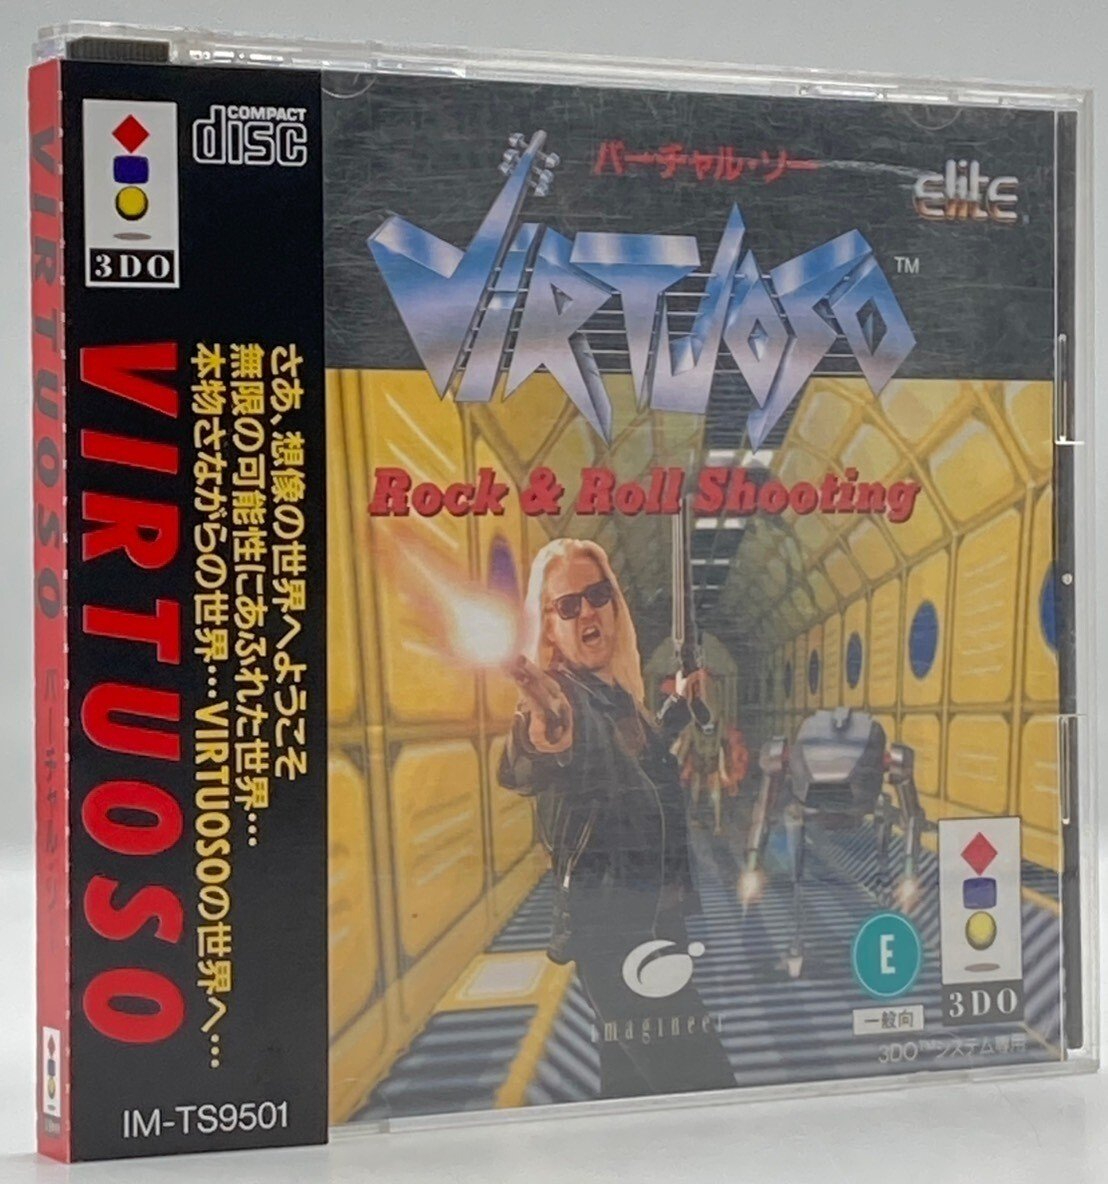 VIRTUOSO バーチャル・ソー
3DO
COMPACT
disc
3DO
VIRTUOSO
さあ、想像の世界へようこそ
無限の可能性にあふれた世界…
本物さながらの世界…VIRTUOSOの世界へ…
IM-TS9501
バーチャル・ソー
elite
VIRTUOSO™
Rock & Roll Shooting
imagineer
E
一般向
3DO
3DO™システム専用